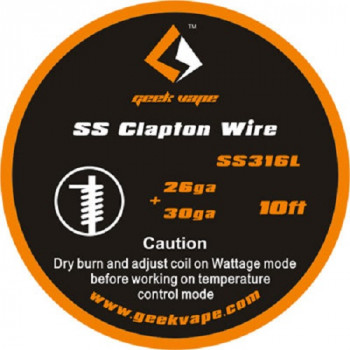 TM
geek vape
SS Clapton Wire
SS316L
26ga
+
30ga
10ft
Caution
Dry burn and adjust coil on Wattage mode
before working on temperature
control mode
www.geekvape.com